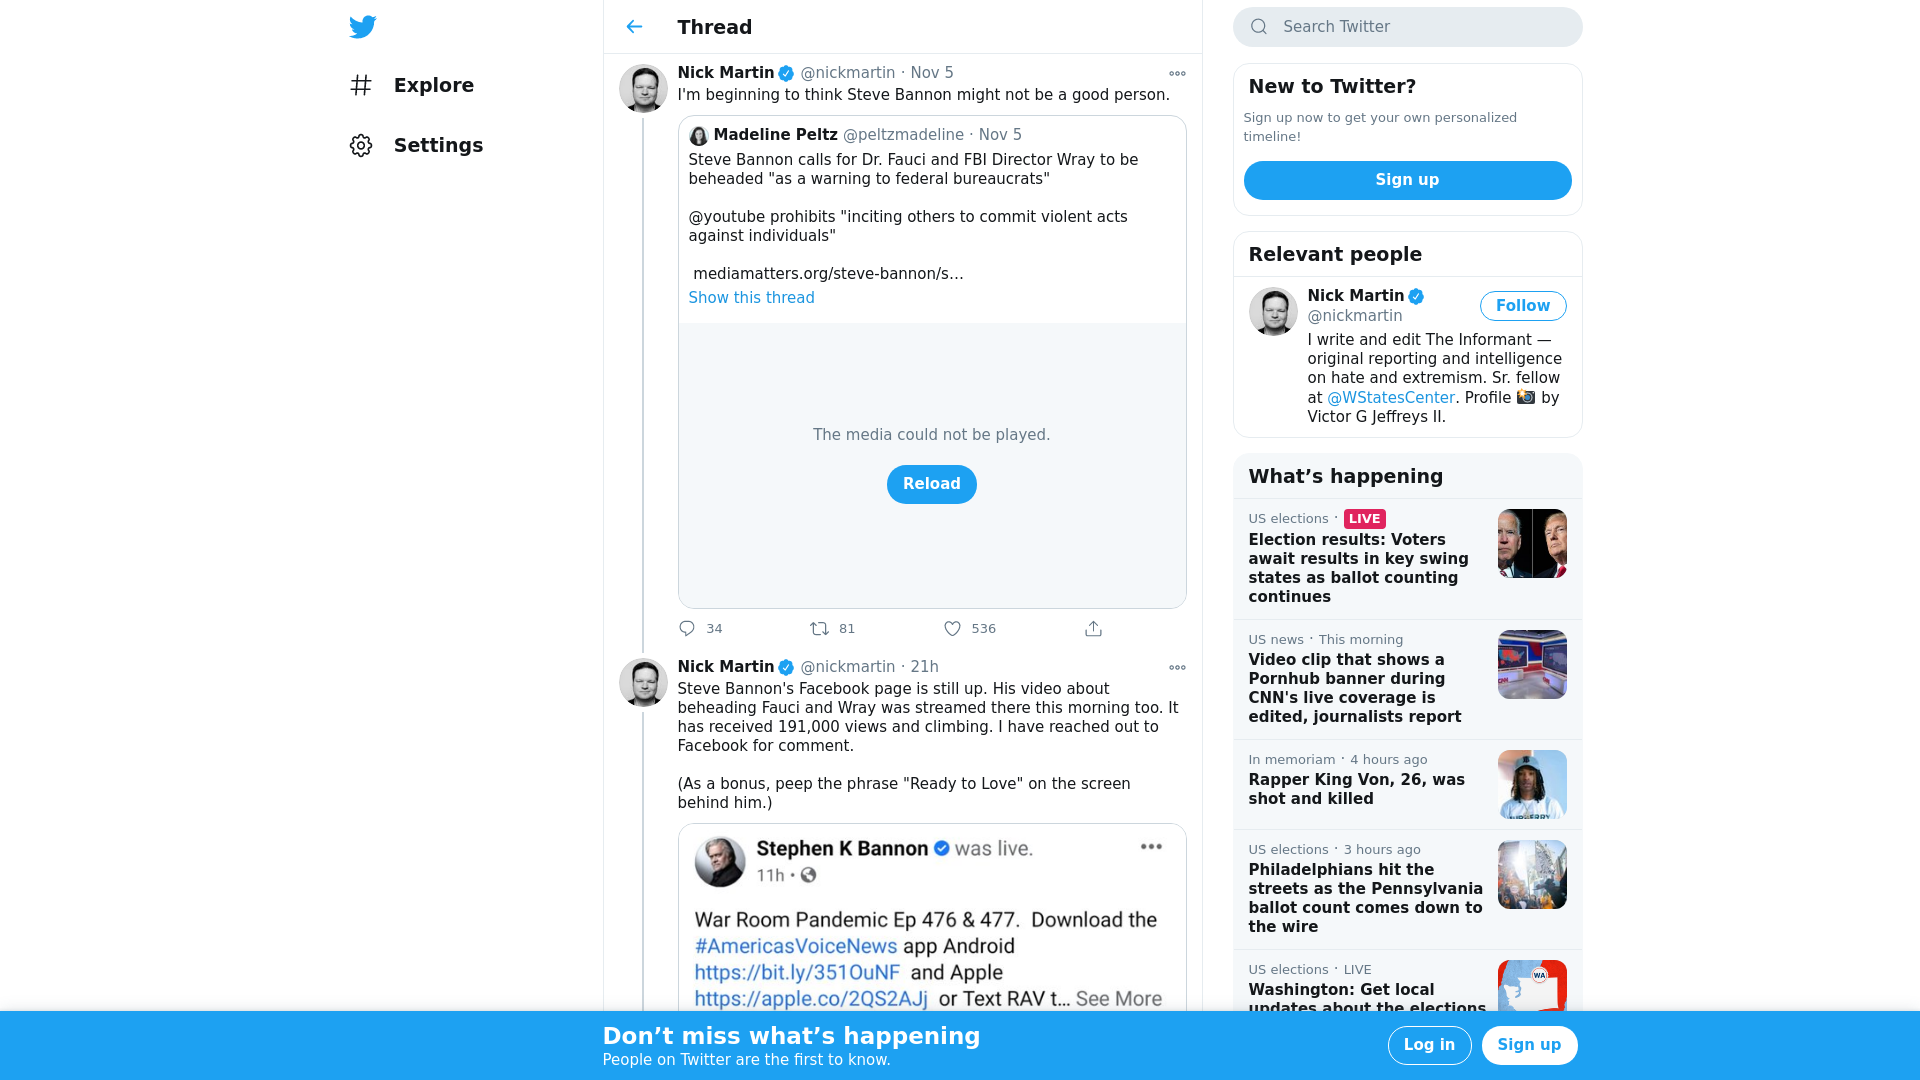 Explore
Settings
Thread
Nick Martin @nickmartin · Nov 5
I'm beginning to think Steve Bannon might not be a good person.
Madeline Peltz @peltzmadeline · Nov 5
Steve Bannon calls for Dr. Fauci and FBI Director Wray to be
beheaded "as a warning to federal bureaucrats"
@youtube prohibits "inciting others to commit violent acts
against individuals"
mediamatters.org/steve-bannon/s…
Show this thread
The media could not be played.
Reload
34 81 536
Nick Martin @nickmartin · 21h
Steve Bannon's Facebook page is still up. His video about
beheading Fauci and Wray was streamed there this morning too. It
has received 191,000 views and climbing. I have reached out to
Facebook for comment.
(As a bonus, peep the phrase "Ready to Love" on the screen
behind him.)
Stephen K Bannon was live.
11h ·
War Room Pandemic Ep 476 & 477. Download the
#AmericasVoiceNews app Android
https://bit.ly/351OuNF and Apple
https://apple.co/2QS2AJj or Text RAV t... See More
Search Twitter
New to Twitter?
Sign up now to get your own personalized
timeline!
Sign up
Relevant people
Nick Martin
@nickmartin
Follow
I write and edit The Informant —
original reporting and intelligence
on hate and extremism. Sr. fellow
at @WStatesCenter. Profile 📸 by
Victor G Jeffreys II.
What's happening
US elections · LIVE
Election results: Voters
await results in key swing
states as ballot counting
continues
US news · This morning
Video clip that shows a
Pornhub banner during
CNN's live coverage is
edited, journalists report
In memoriam · 4 hours ago
Rapper King Von, 26, was
shot and killed
US elections · 3 hours ago
Philadelphians hit the
streets as the Pennsylvania
ballot count comes down to
the wire
US elections · LIVE
WA
Washington: Get local
updates about the elections
Don't miss what's happening
People on Twitter are the first to know.
Log in
Sign up